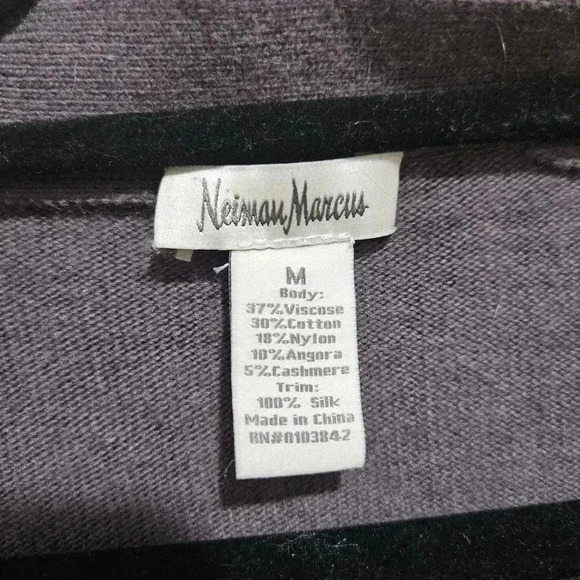 Neiman Marcus
M
Body:
37%Viscose
30%Cotton
18%Nylon
10%Angora
5%Cashmere
Trim:
100% Silk
Made in China
RN#0103842